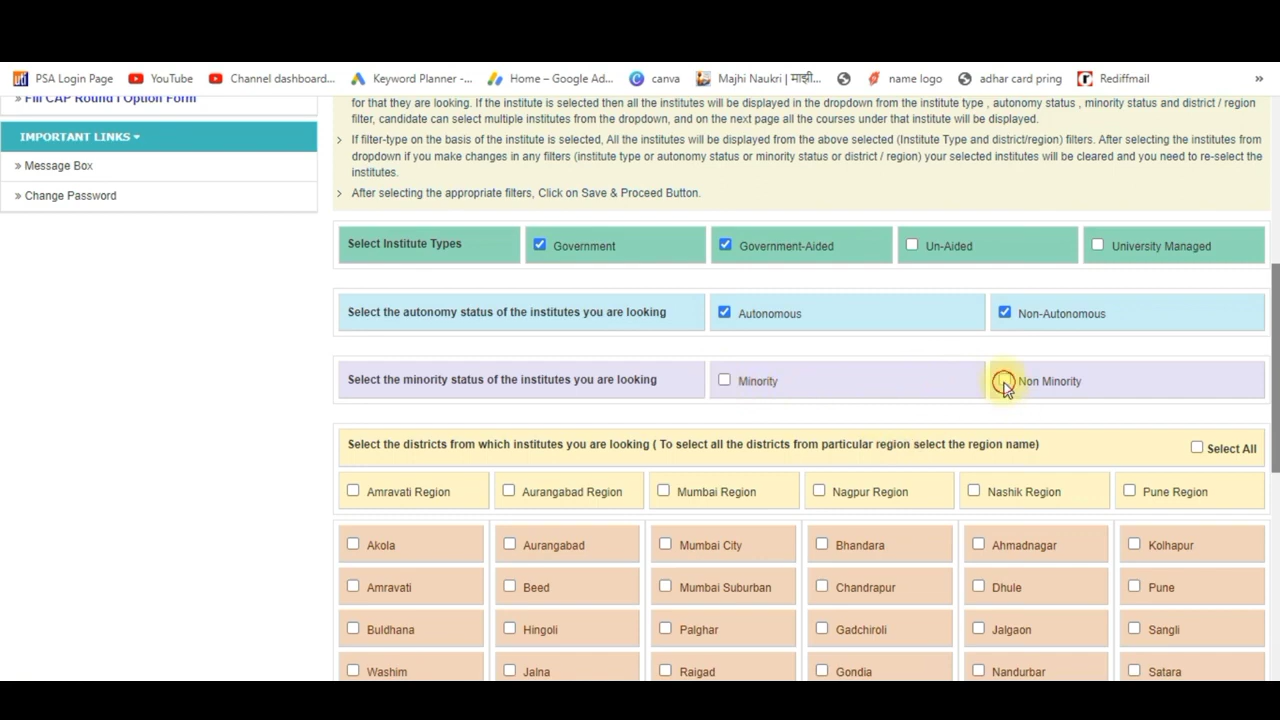 PSA Login Page YouTube Channel dashboard... Keyword Planner -... Home – Google Ad... canva Majhi Naukri | माझी... name logo adhar card pring Rediffmail »
» Fill CAP Round I Option Form
IMPORTANT LINKS
» Message Box
» Change Password
for that they are looking. If the institute is selected then all the institutes will be displayed in the dropdown from the institute type , autonomy status , minority status and district / region
filter, candidate can select multiple institutes from the dropdown, and on the next page all the courses under that institute will be displayed.
If filter-type on the basis of the institute is selected, All the institutes will be displayed from the above selected (Institute Type and district/region) filters. After selecting the institutes from
dropdown if you make changes in any filters (institute type or autonomy status or minority status or district / region) your selected institutes will be cleared and you need to re-select the
institutes.
After selecting the appropriate filters, Click on Save & Proceed Button.
Select Institute Types Government Government-Aided Un-Aided University Managed
Select the autonomy status of the institutes you are looking Autonomous Non-Autonomous
Select the minority status of the institutes you are looking Minority Non Minority
Select the districts from which institutes you are looking ( To select all the districts from particular region select the region name) Select All
Amravati Region Aurangabad Region Mumbai Region Nagpur Region Nashik Region Pune Region
Akola Aurangabad Mumbai City Bhandara Ahmadnagar Kolhapur
Amravati Beed Mumbai Suburban Chandrapur Dhule Pune
Buldhana Hingoli Palghar Gadchiroli Jalgaon Sangli
Washim Jalna Raigad Gondia Nandurbar Satara